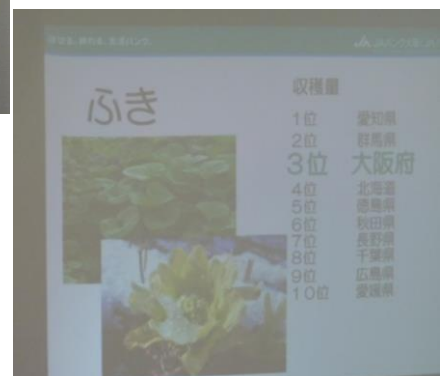 ふき
収穫量
1位 愛知県
2位 群馬県
3位 大阪府
4位 北海道
5位 徳島県
6位 秋田県
7位 長野県
8位 千葉県
9位 広島県
10位 愛媛県